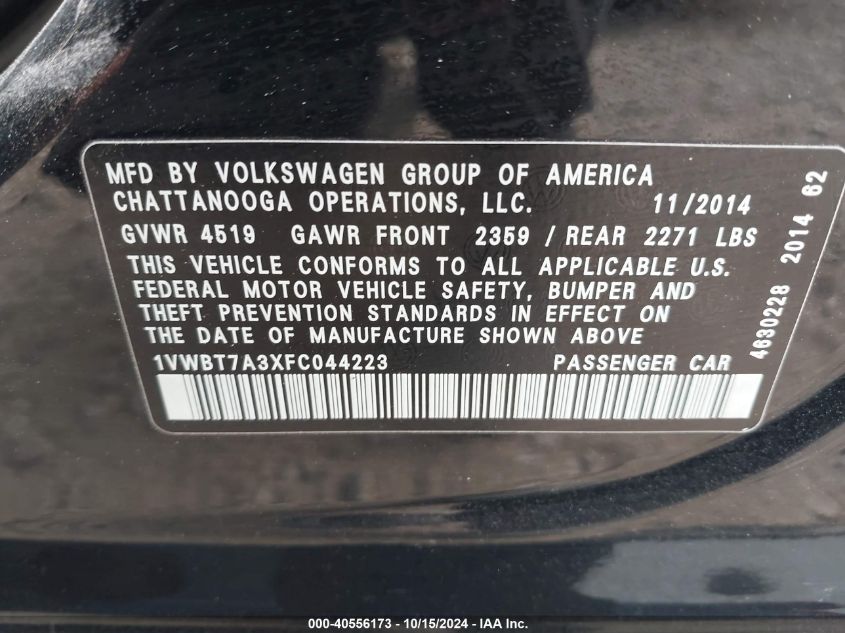 MFD BY VOLKSWAGEN GROUP OF AMERICA
CHATTANOOGA OPERATIONS, LLC. 11/2014
GVWR 4519 GAWR FRONT 2359 / REAR 2271 LBS
THIS VEHICLE CONFORMS TO ALL APPLICABLE U.S.
FEDERAL MOTOR VEHICLE SAFETY, BUMPER AND
THEFT PREVENTION STANDARDS IN EFFECT ON
THE DATE OF MANUFACTURE SHOWN ABOVE
1VWBT7A3XFC044223 PASSENGER CAR
4630228 2014 62
000-40556173 - 10/15/2024 - IAA Inc.